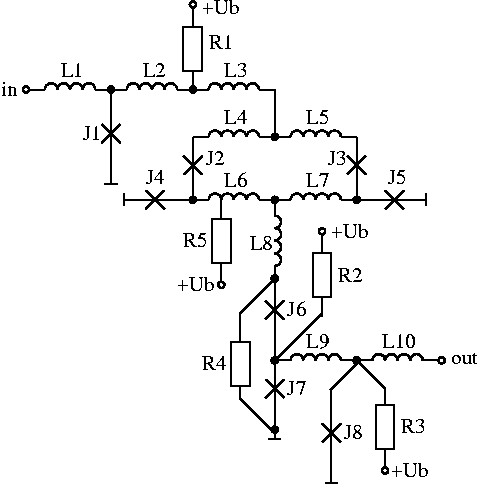 +Ub
R1
L1 L2 L3
in
L4 L5
J1
J2 J3
J4 L6 L7 J5
R5 L8 +Ub
+Ub R2
J6
L9 L10
R4 out
J7
J8 R3
+Ub